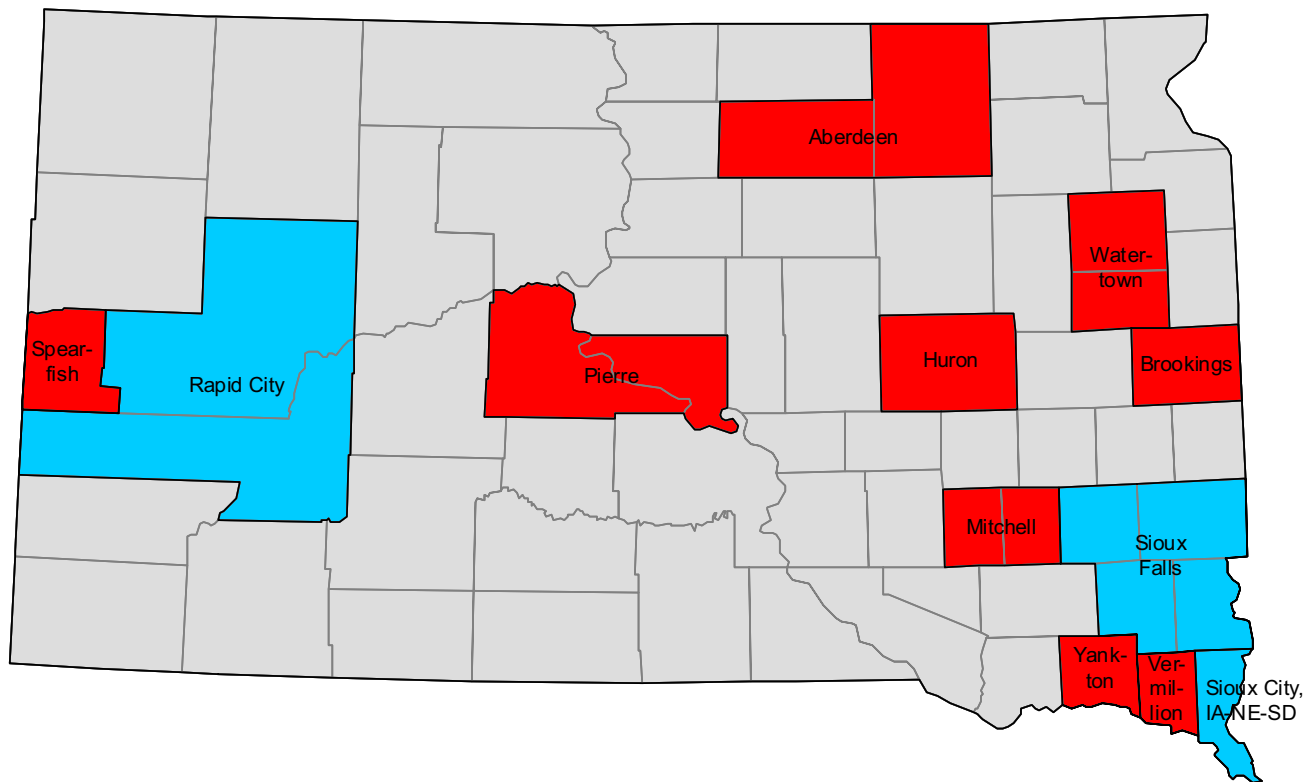 Aberdeen
Water-
town
Spear-
fish
Rapid City
Pierre
Huron
Brookings
Mitchell
Sioux
Falls
Yank-
ton
Ver-
mil-
lion
Sioux City,
IA-NE-SD